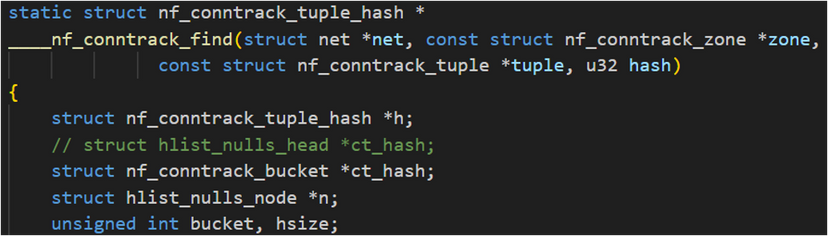 static struct nf_conntrack_tuple_hash *
____nf_conntrack_find(struct net *net, const struct nf_conntrack_zone *zone,
const struct nf_conntrack_tuple *tuple, u32 hash)
{
struct nf_conntrack_tuple_hash *h;
// struct hlist_nulls_head *ct_hash;
struct nf_conntrack_bucket *ct_hash;
struct hlist_nulls_node *n;
unsigned int bucket, hsize;